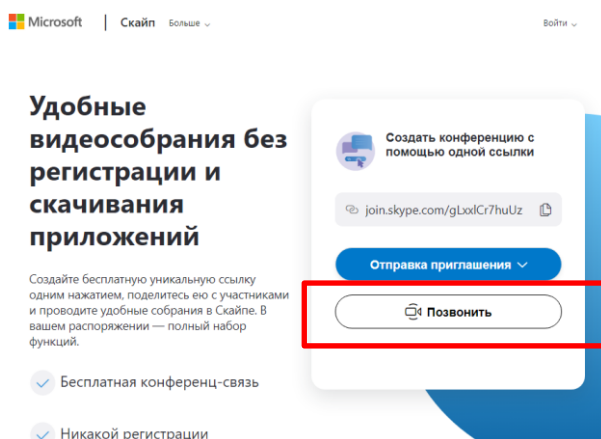 Microsoft | Скайп Больше Войти
Удобные
видеособрания без
регистрации и
скачивания
приложений
Создайте бесплатную уникальную ссылку
одним нажатием, поделитесь ею с участниками
и проводите удобные собрания в Скайпе. В
вашем распоряжении — полный набор
функций.
Бесплатная конференц-связь
Никакой регистрации
Создать конференцию с
помощью одной ссылки
join.skype.com/gLxxlCr7huUz
Отправка приглашения
Позвонить